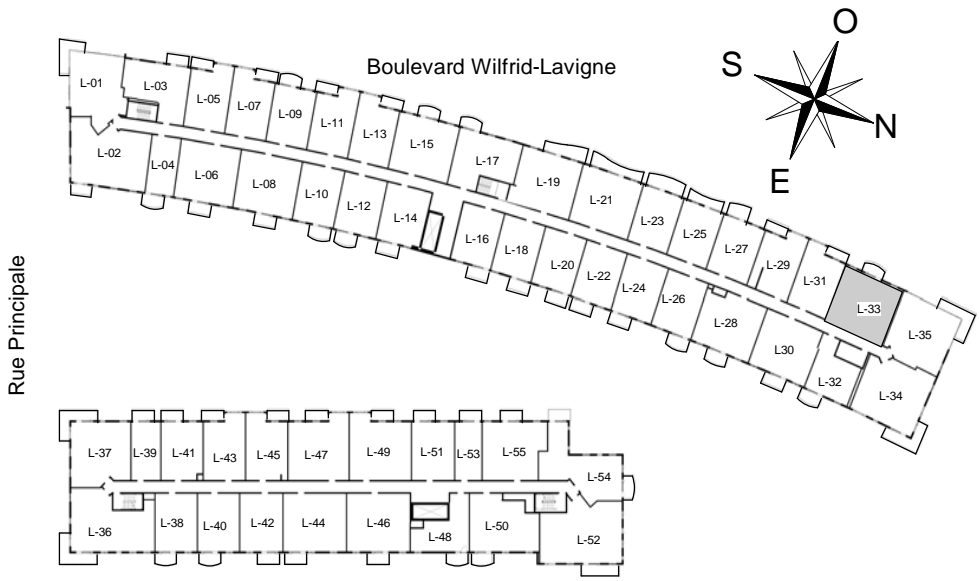 Boulevard Wilfrid-Lavigne
O
S
N
E
L-01
L-03
L-05
L-07
L-09
L-11
L-13
L-15
L-17
L-19
L-21
L-23
L-25
L-27
L-29
L-31
L-33
L-35
L-02
L-04
L-06
L-08
L-10
L-12
L-14
L-16
L-18
L-20
L-22
L-24
L-26
L-28
L30
L-32
L-34
Rue Principale
L-37
L-39
L-41
L-43
L-45
L-47
L-49
L-51
L-53
L-55
L-54
L-36
L-38
L-40
L-42
L-44
L-46
L-48
L-50
L-52